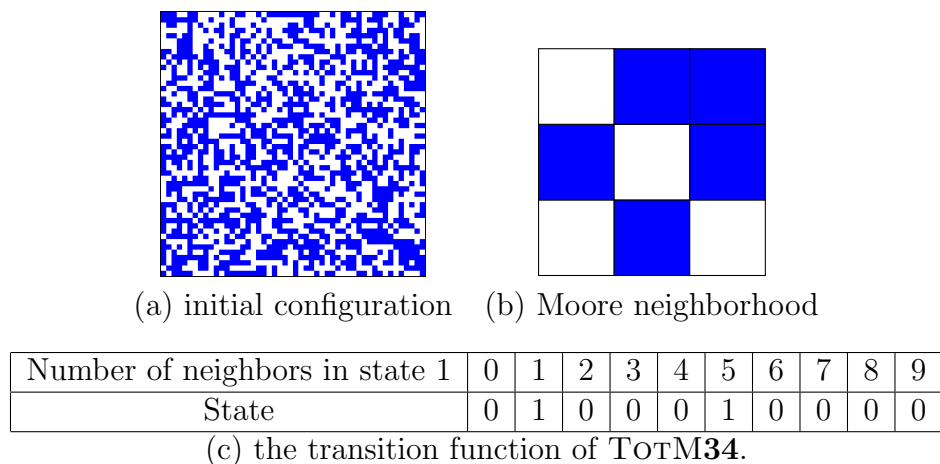 (a) initial configuration (b) Moore neighborhood
Number of neighbors in state 1 0 1 2 3 4 5 6 7 8 9
State 0 1 0 0 0 1 0 0 0 0
(c) the transition function of TOTM34.